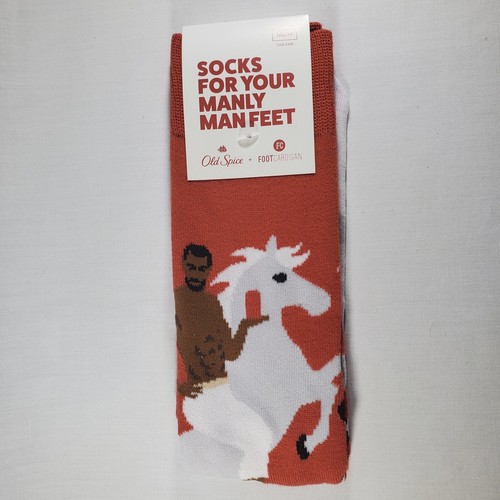 SOCKS
FOR YOUR
MANLY
MAN FEET
FC
Old Spice + FOOTCARDIGAN